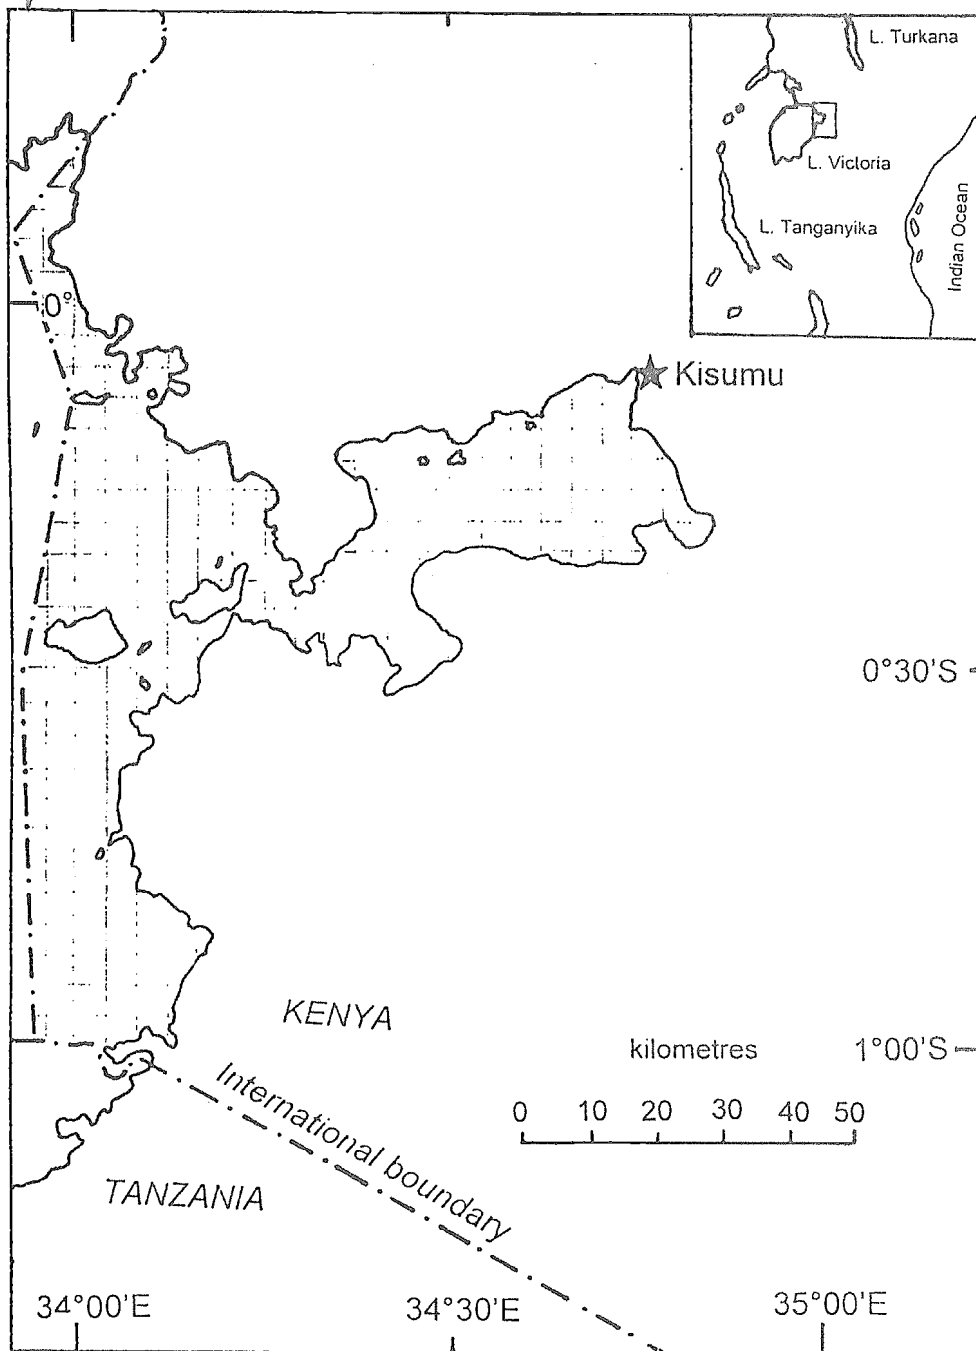 L. Turkana
L. Victoria
L. Tanganyika
Indian Ocean
0°
Kisumu
0°30'S
KENYA
kilometres
1°00'S
0 10 20 30 40 50
International boundary
TANZANIA
34°00'E
34°30'E
35°00'E